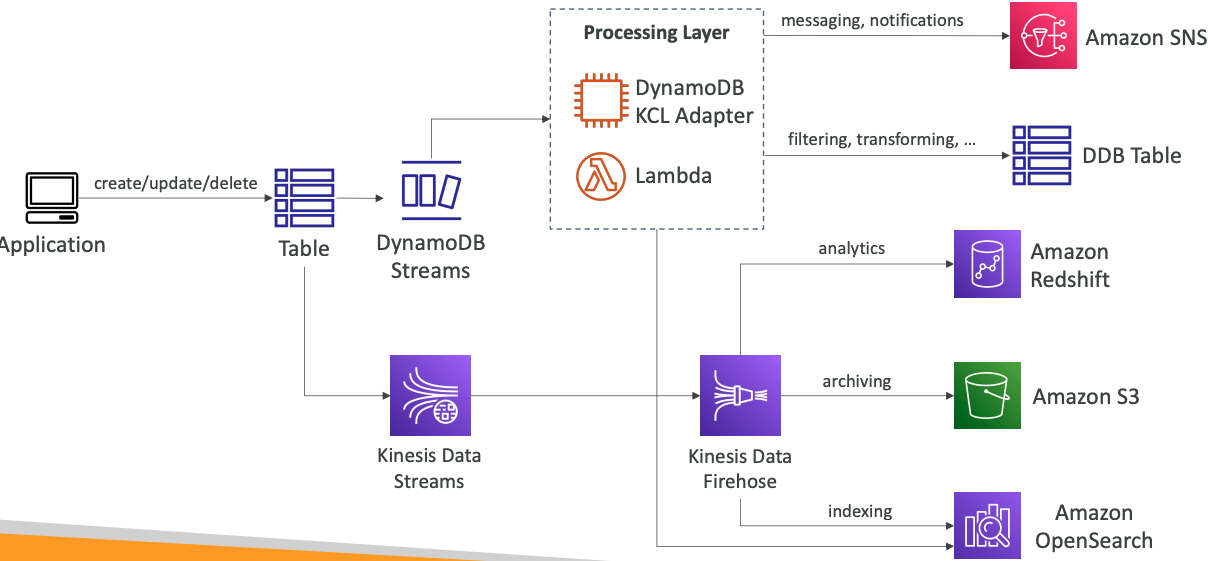 Processing Layer
DynamoDB
KCL Adapter
Lambda
messaging, notifications
Amazon SNS
filtering, transforming, ...
DDB Table
create/update/delete
Application
Table
DynamoDB
Streams
analytics
Amazon
Redshift
archiving
Amazon S3
Kinesis Data
Streams
Kinesis Data
Firehose
indexing
Amazon
OpenSearch